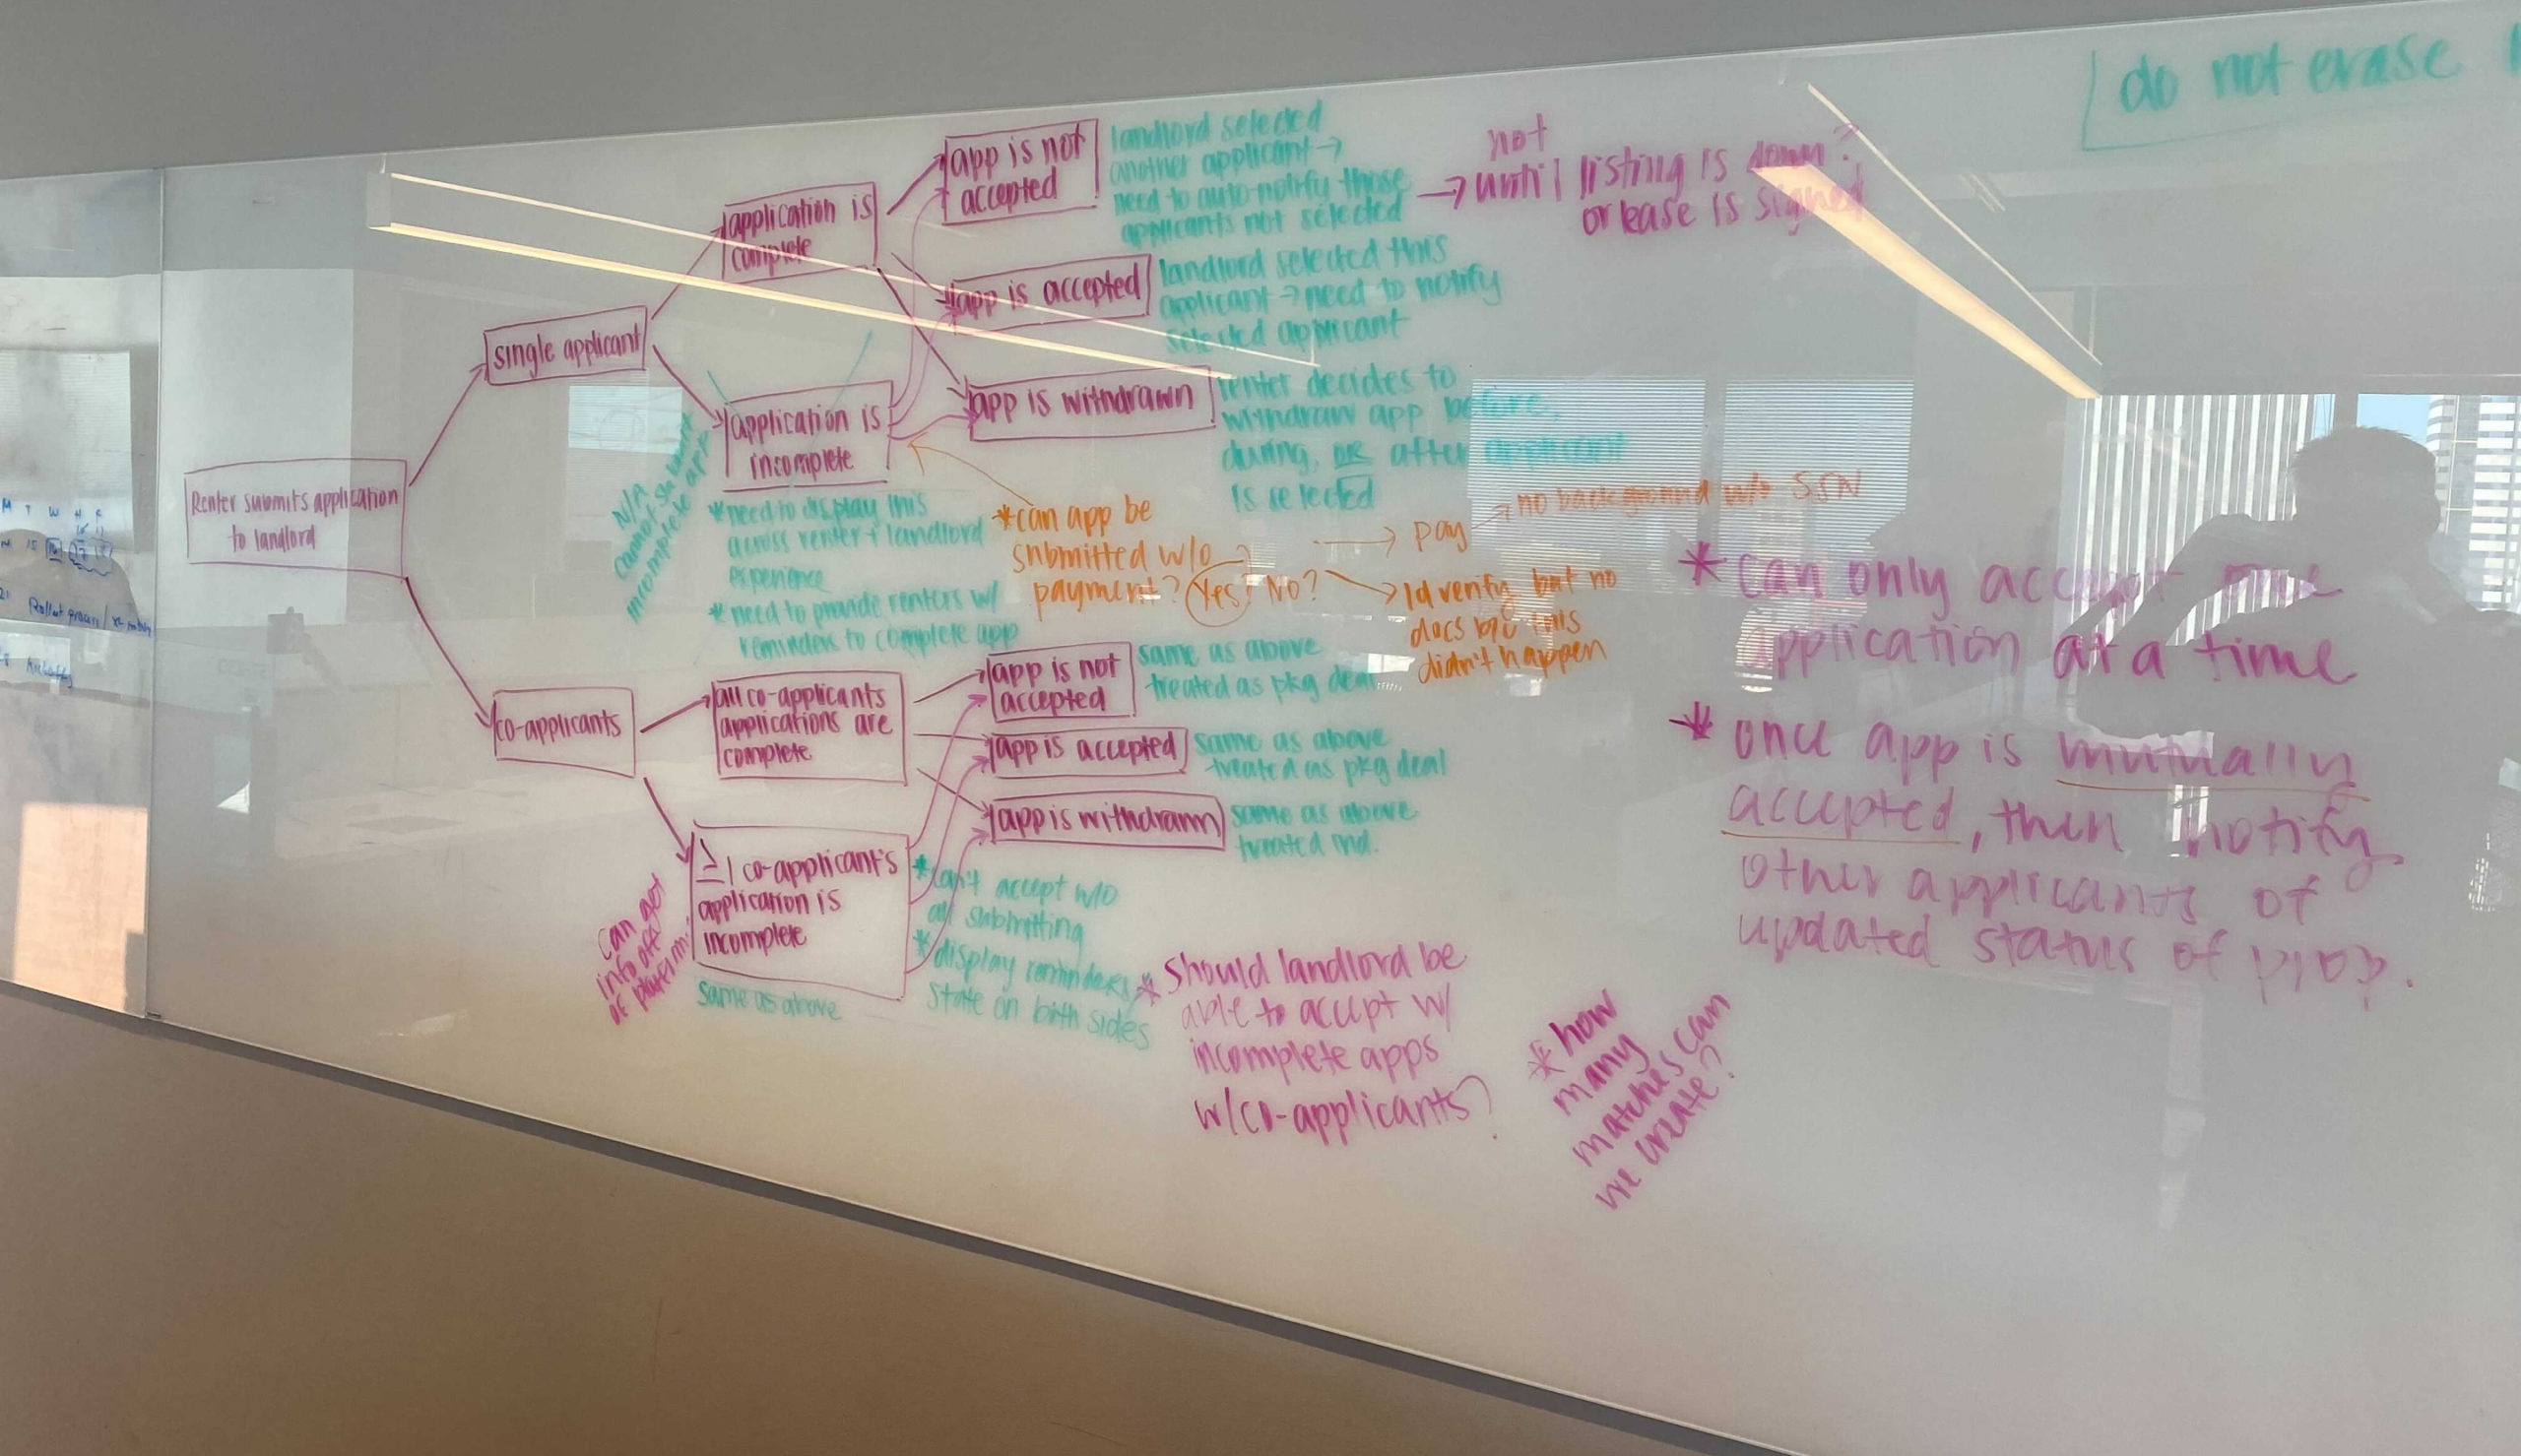 do not erase
Renter submits application
to landlord
single applicant
application is
complete
app is not
accepted
landlord selected
another applicant →
need to auto-notify those
applicants not selected
→ not
until listing is down?
or lease is signed
app is accepted
landlord selected this
applicant → need to notify
selected applicant
app is withdrawn
renter decides to
withdraw app before,
during, OR after applicant
is selected
application is
incomplete
N/A
cannot submit
incomplete app
*need to display this
across renter + landlord
experience
*need to provide renters w/
reminders to complete app
*can app be
submitted w/o
payment? Yes? No?
→ pay → no background w/o SSN
→ Id verify but no
docs b/c this
didn't happen
co-applicants
all co-applicants
applications are
complete
app is not
accepted
same as above
treated as pkg deal
app is accepted
same as above
treated as pkg deal
app is withdrawn
same as above
treated ind.
≥1 co-applicant's
application is
incomplete
same as above
can get
info off
of platform.
*can't accept w/o
all submitting
*display reminders
state on both sides
*should landlord be
able to accept w/
incomplete apps
w/co-applicants?
*how
many
matches can
we create?
*can only accept one
application at a time
*once app is mutually
accepted, then notify
other applicants of
updated status of prop.
M T W H F